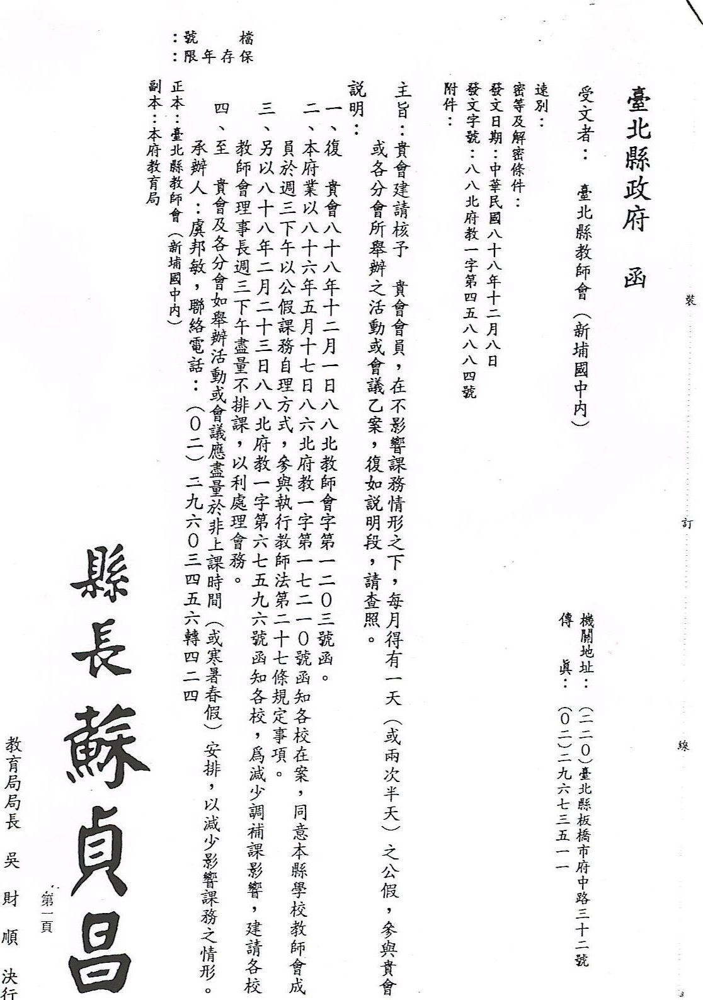 檔號：
保存年限：
臺北縣政府　函
機關地址：（二二０）臺北縣板橋市府中路三十二號
傳　真：（０二）二九六七三五一一
受文者：　臺北縣教師會（新埔國中內）
速別：
密等及解密條件：
發文日期：中華民國八十八年十二月八日
發文字號：八八北府教一字第四五八八八四號
附件：
主旨：貴會建請核予　貴會會員，在不影響課務情形之下，每月得有一天（或兩次半天）之公假，參與貴會
或各分會所舉辦之活動或會議乙案，復如說明段，請查照。
說明：
一、復　貴會八十八年十二月一日八八北教師會字第一二０三號函。
二、本府業以八十六年五月十七日八六北府教一字第一七二一０號函知各校在案，同意本縣學校教師會成
員於週三下午以公假課務自理方式，參與執行教師法第二十七條規定事項。
三、另以八十八年二月二十三日八八北府教一字第六七五九六號函知各校，為減少調補課影響，建請各校
教師會理事長週三下午盡量不排課，以利處理會務。
四、至　貴會及各分會如舉辦活動或會議應盡量於非上課時間（或寒暑春假）安排，以減少影響課務之情形。
承辦人：虞邦敏，聯絡電話：（０二）二九六０三四五六轉四二四
正本：臺北縣教師會（新埔國中內）
副本：本府教育局
縣長蘇貞昌
第一頁
教育局局長　吳　財　順　決行
裝
訂
線